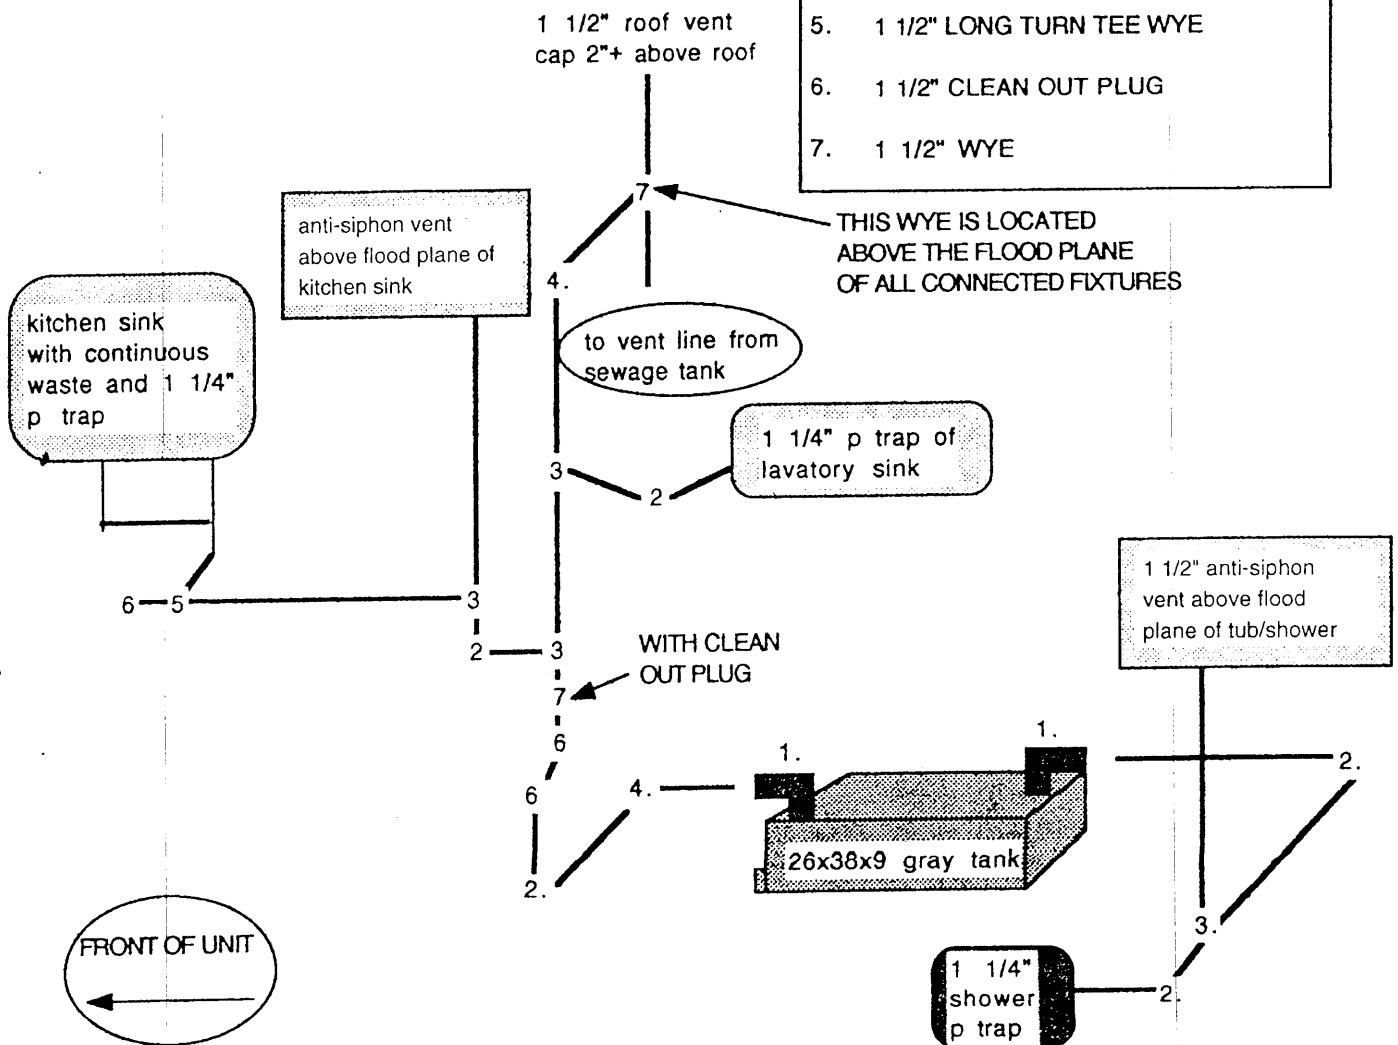 1 1/2" roof vent
cap 2"+ above roof
5. 1 1/2" LONG TURN TEE WYE
6. 1 1/2" CLEAN OUT PLUG
7. 1 1/2" WYE
7
THIS WYE IS LOCATED
ABOVE THE FLOOD PLANE
OF ALL CONNECTED FIXTURES
anti-siphon vent
above flood plane of
kitchen sink
4.
kitchen sink
with continuous
waste and 1 1/4"
p trap
to vent line from
sewage tank
1 1/4" p trap of
lavatory sink
3
2
6
5
3
2
3
WITH CLEAN
OUT PLUG
7
6
6
4.
2.
1.
1.
26x38x9 gray tank
1 1/2" anti-siphon
vent above flood
plane of tub/shower
2.
3.
2.
1 1/4"
shower
p trap
FRONT OF UNIT